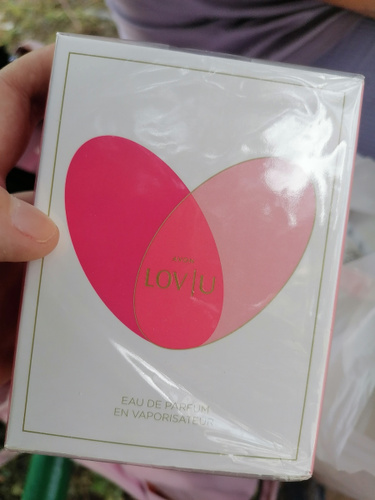 LOV|U
EAU DE PARFUM
EN VAPORISATEUR